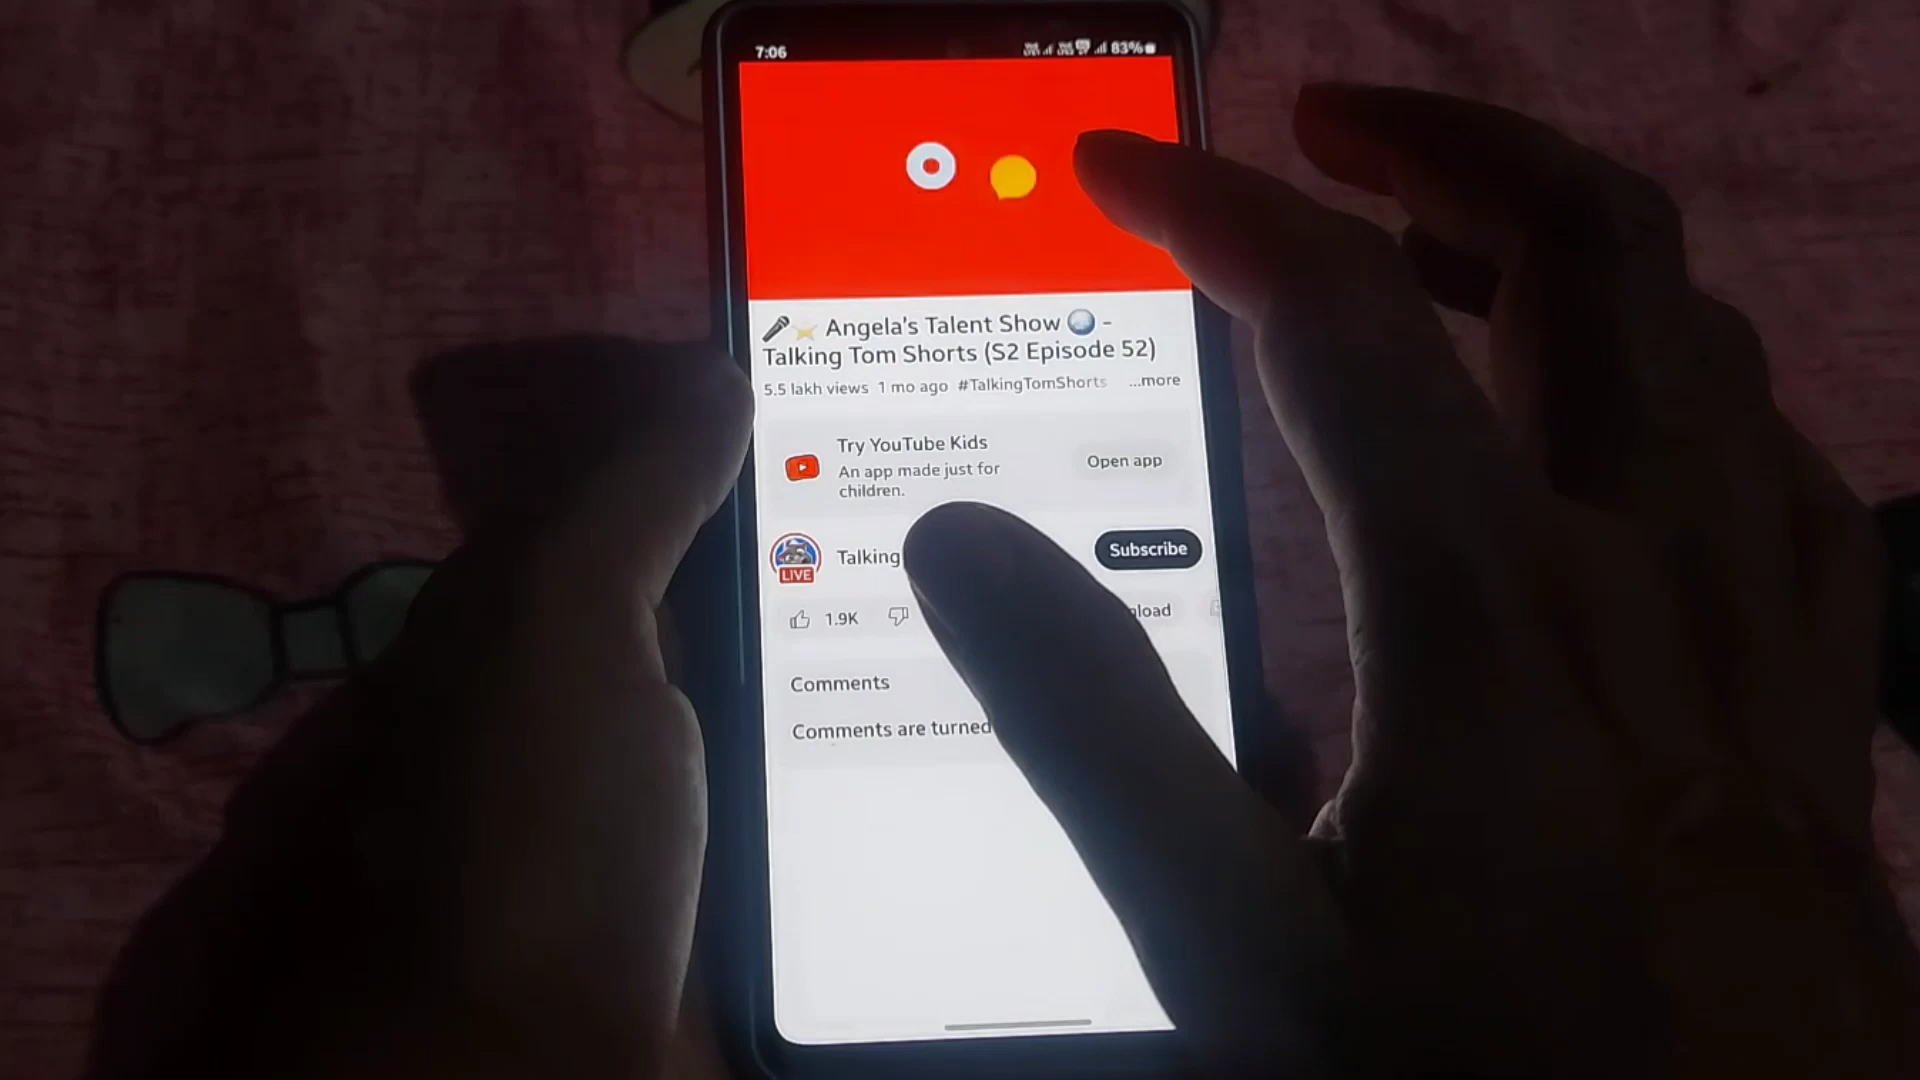 7:06
83%
🎤⭐ Angela's Talent Show 🪩 -
Talking Tom Shorts (S2 Episode 52)
5.5 lakh views 1 mo ago #TalkingTomShorts ...more
Try YouTube Kids
An app made just for
children.
Open app
Talking
LIVE
Subscribe
1.9K
nload
Comments
Comments are turned